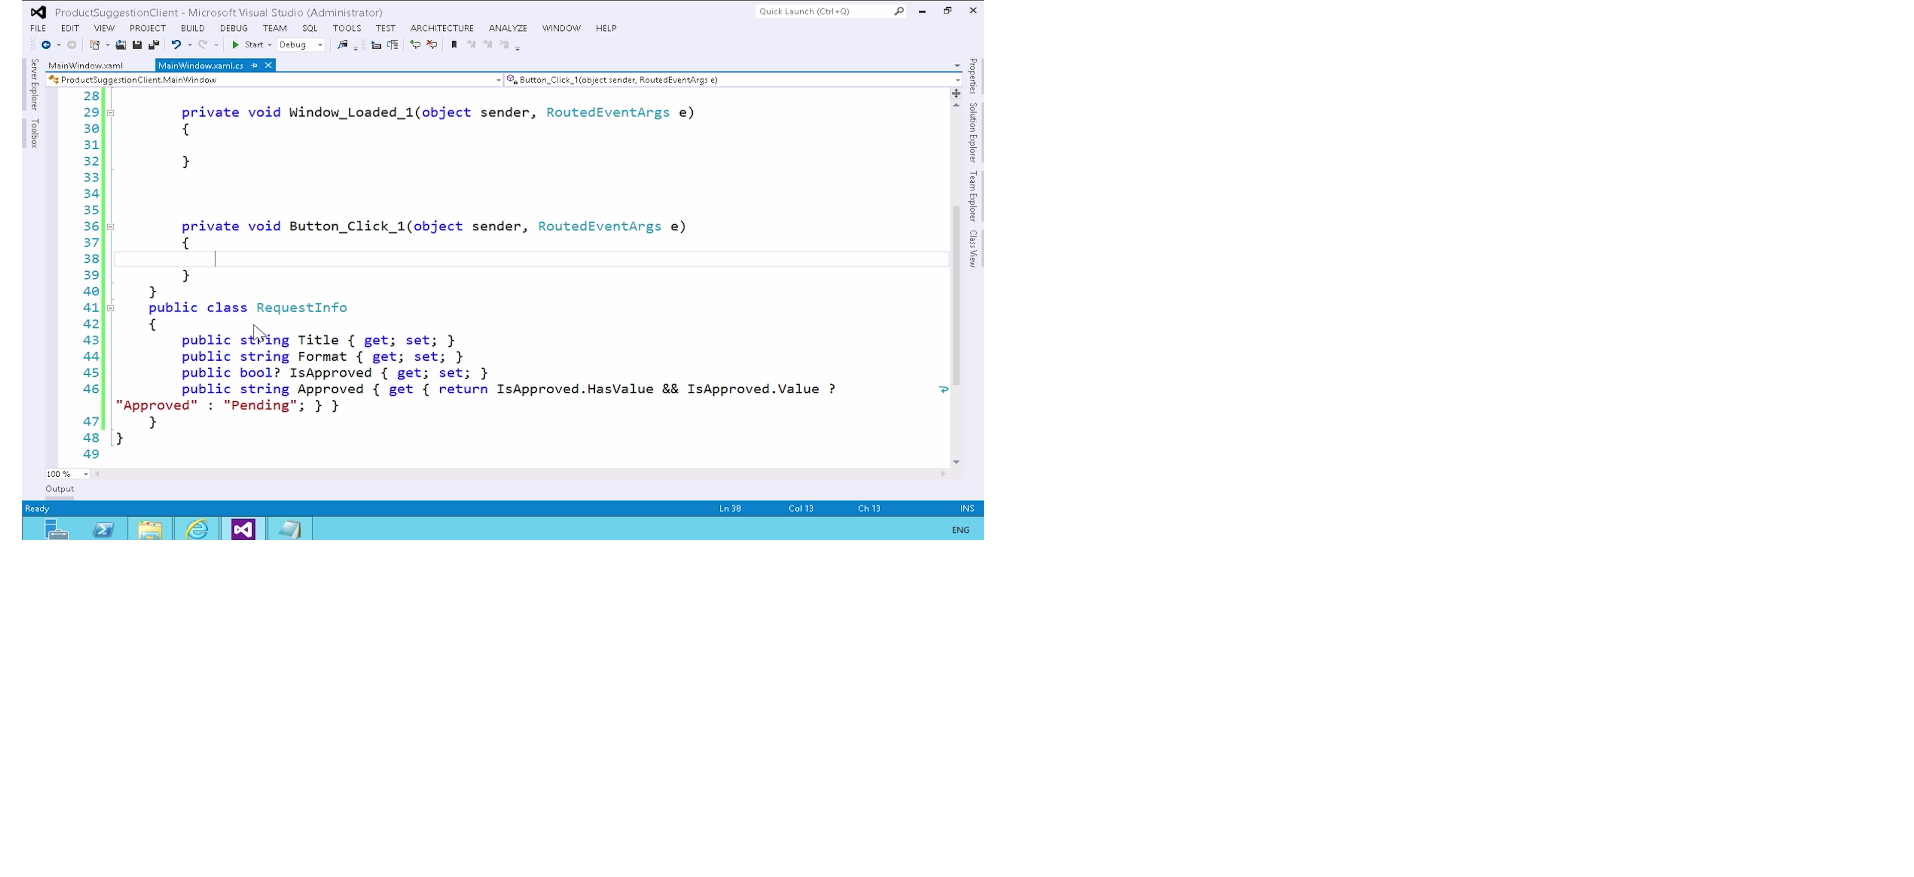 ProductSuggestionClient - Microsoft Visual Studio (Administrator)
Quick Launch (Ctrl+Q)
FILE EDIT VIEW PROJECT BUILD DEBUG TEAM SQL TOOLS TEST ARCHITECTURE ANALYZE WINDOW HELP
Start Debug
MainWindow.xaml MainWindow.xaml.cs
ProductSuggestionClient.MainWindow Button_Click_1(object sender, RoutedEventArgs e)
Server Explorer
Toolbox
28
29 private void Window_Loaded_1(object sender, RoutedEventArgs e)
30 {
31
32 }
33
34
35
36 private void Button_Click_1(object sender, RoutedEventArgs e)
37 {
38
39 }
40 }
41 public class RequestInfo
42 {
43 public string Title { get; set; }
44 public string Format { get; set; }
45 public bool? IsApproved { get; set; }
46 public string Approved { get { return IsApproved.HasValue && IsApproved.Value ?
"Approved" : "Pending"; } }
47 }
48 }
49
Properties
Solution Explorer
Team Explorer
Class View
100 %
Output
Ready Ln 38 Col 13 Ch 13 INS
ENG